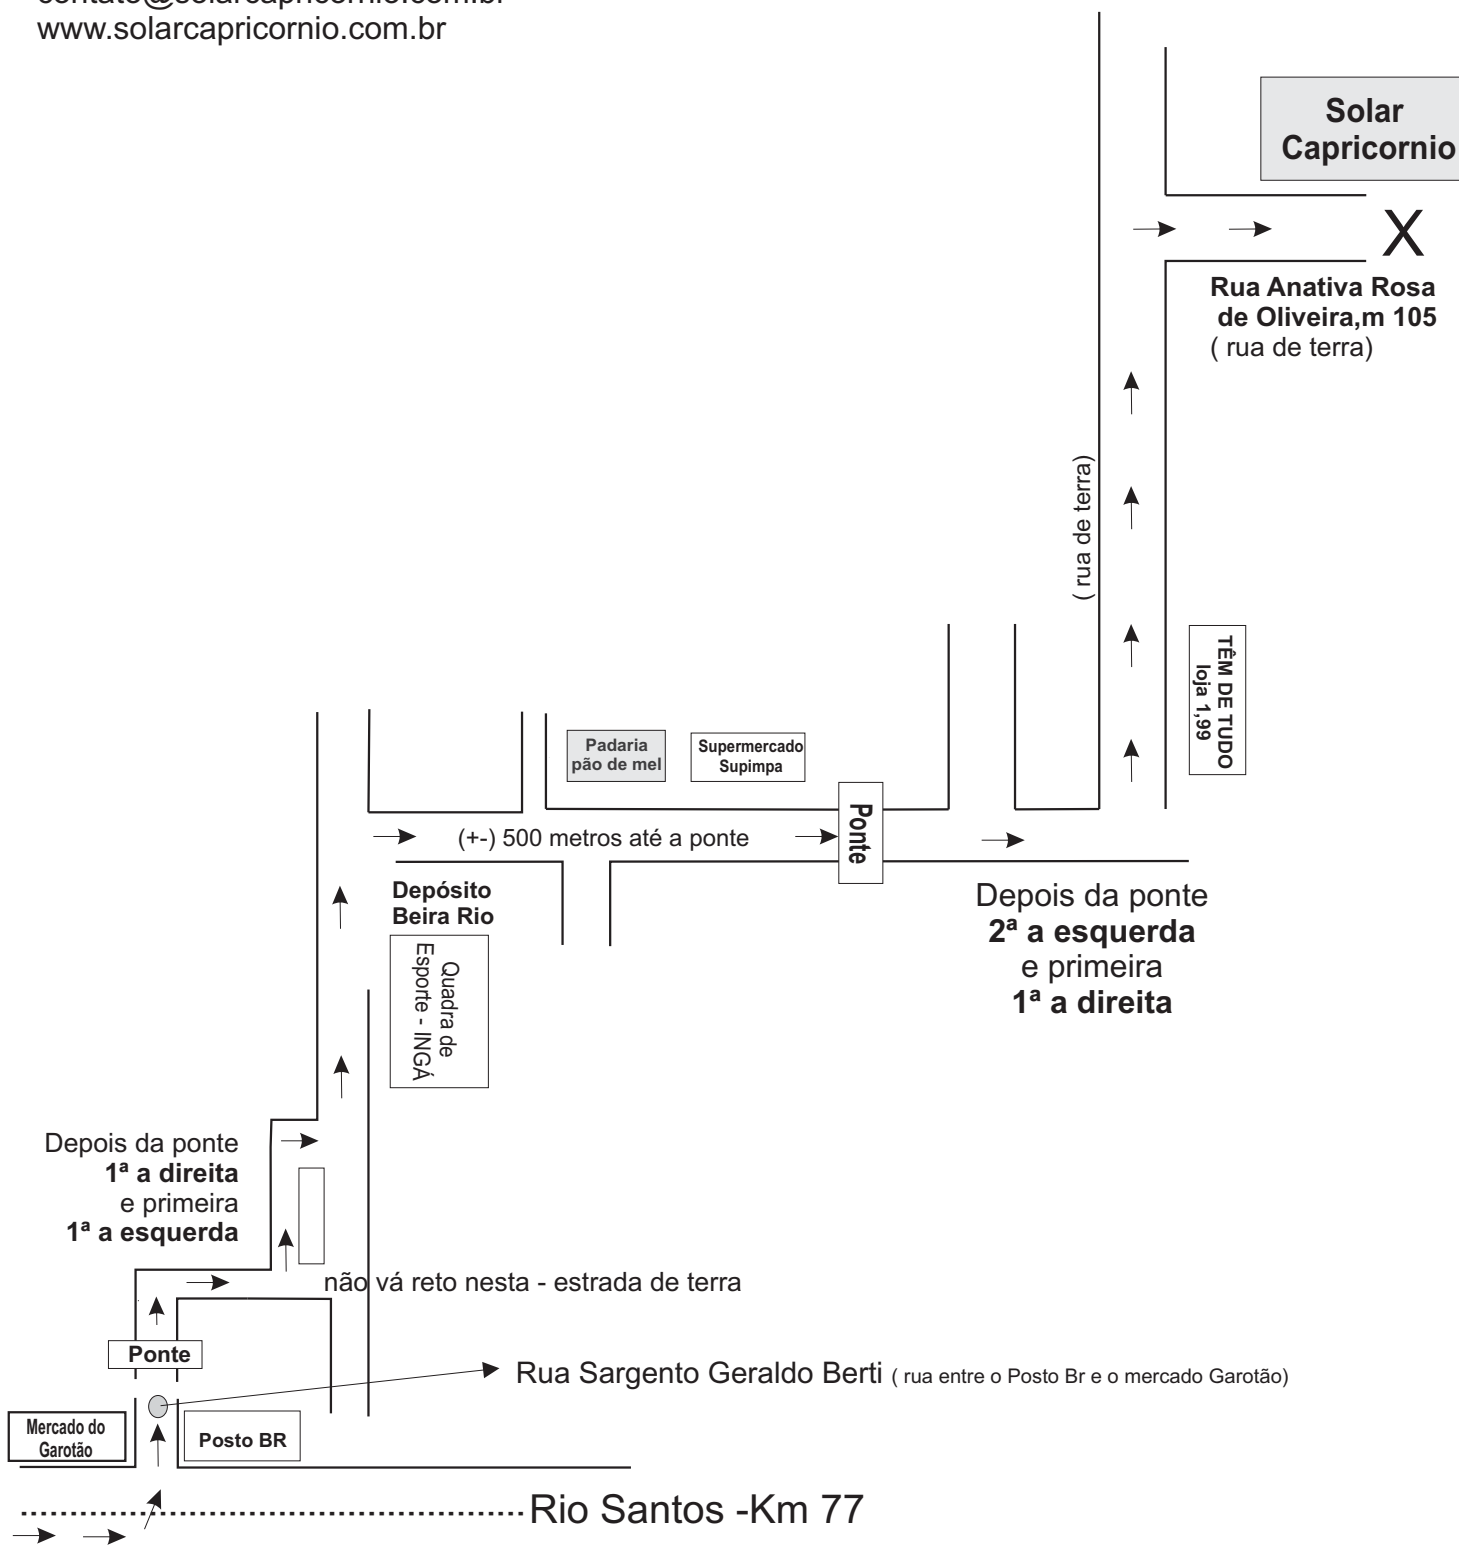 contato@solarcapricornio.com.br
www.solarcapricornio.com.br
Solar
Capricornio
X
Rua Anativa Rosa
de Oliveira,m 105
( rua de terra)
( rua de terra)
TÊM DE TUDO
loja 1,99
Padaria
pão de mel
Supermercado
Supimpa
Ponte
(+-) 500 metros até a ponte
Depósito
Beira Rio
Quadra de
Esporte - INGÁ
Depois da ponte
2ª a esquerda
e primeira
1ª a direita
Depois da ponte
1ª a direita
e primeira
1ª a esquerda
não vá reto nesta - estrada de terra
Ponte
Rua Sargento Geraldo Berti ( rua entre o Posto Br e o mercado Garotão)
Mercado do
Garotão
Posto BR
Rio Santos -Km 77